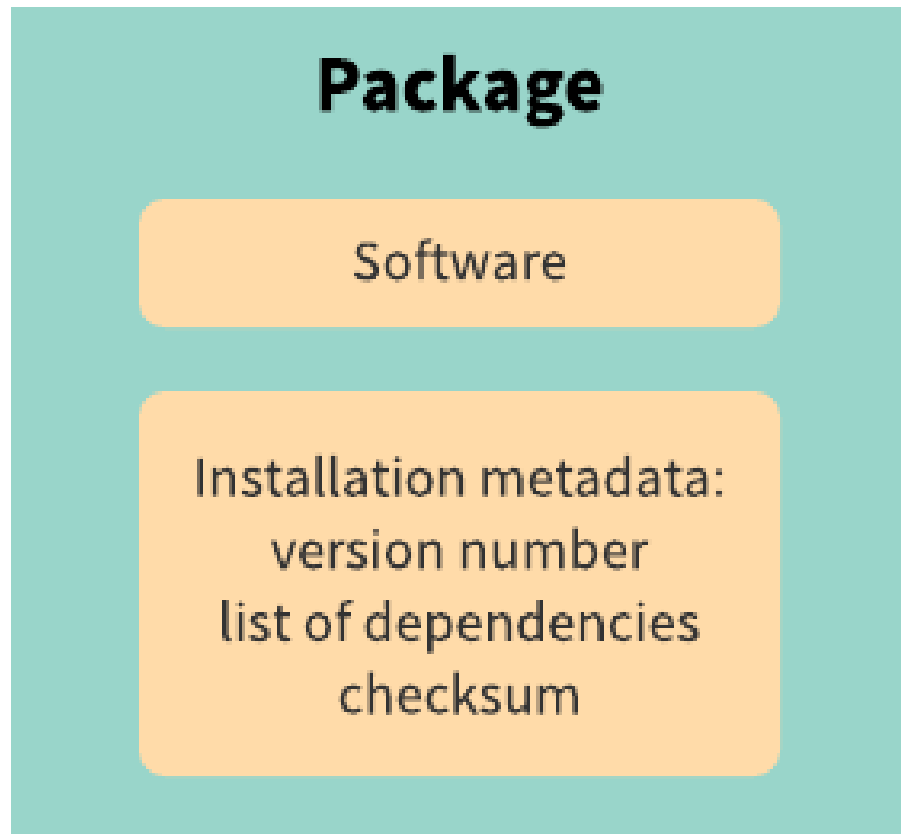 Package
Software
Installation metadata:
version number
list of dependencies
checksum